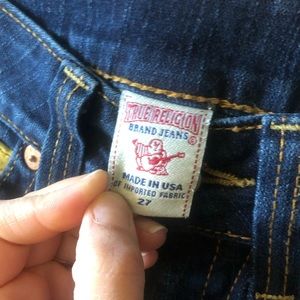 TRUE RELIGION
BRAND JEANS®
MADE IN USA
OF IMPORTED FABRIC
27